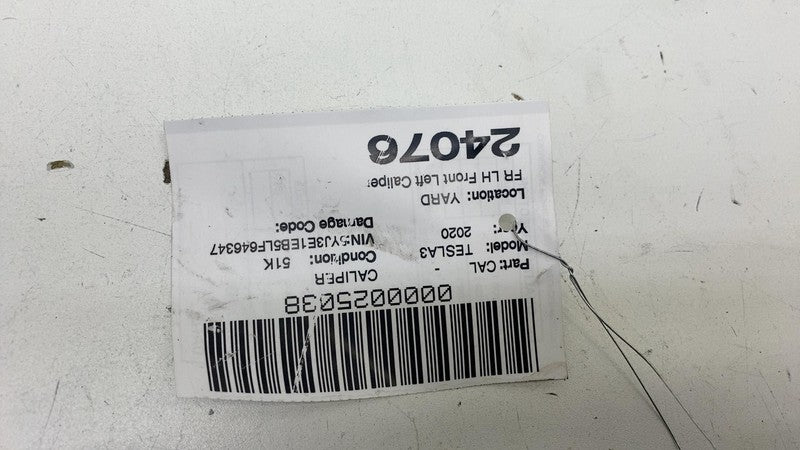 0000025038
Part: CAL - CALIPER
Model: TESLA3 Condition: 51K
Year: 2020 VIN:5YJ3E1EB5LF646347
Damage Code:
Location: YARD
FR LH Front Left Caliper
24076